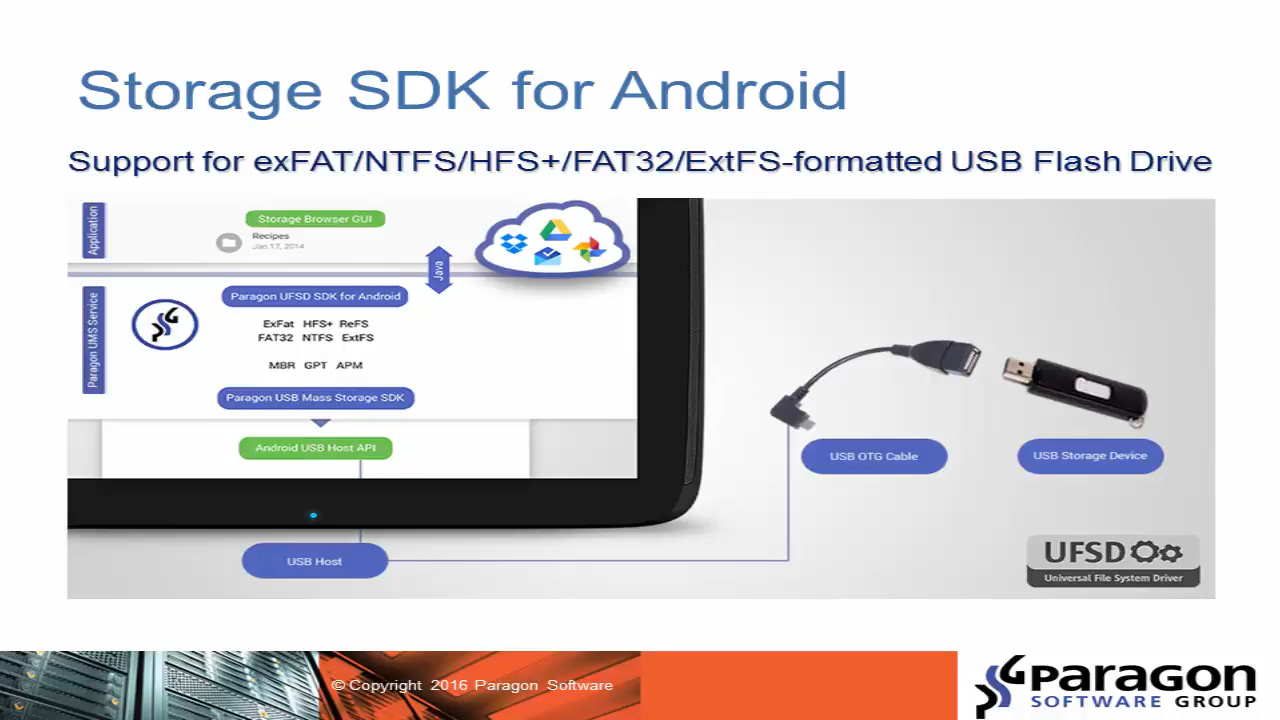 Storage SDK for Android
Support for exFAT/NTFS/HFS+/FAT32/ExtFS-formatted USB Flash Drive
Application
Storage Browser GUI
Recipes
Jan 17, 2014
Java
Paragon UMS Service
Paragon UFSD SDK for Android
ExFat HFS+ ReFS
FAT32 NTFS ExtFS
MBR GPT APM
Paragon USB Mass Storage SDK
Android USB Host API
USB OTG Cable
USB Storage Device
USB Host
UFSD
Universal File System Driver
© Copyright 2016 Paragon Software
Paragon
SOFTWARE GROUP